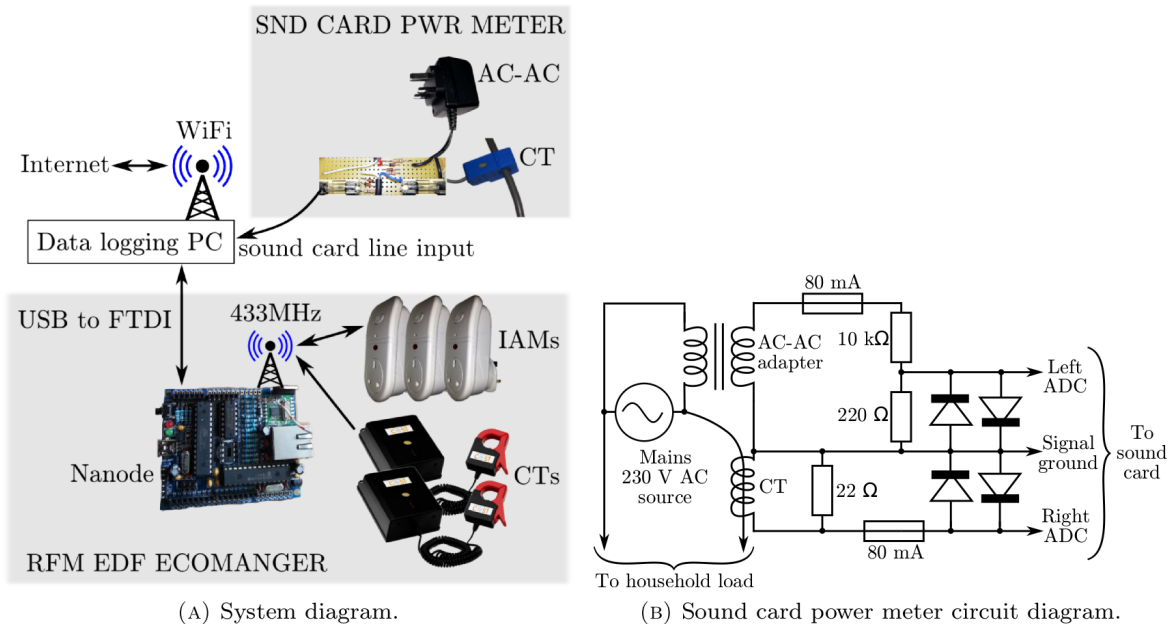 SND CARD PWR METER
AC-AC
WiFi
Internet
CT
Data logging PC
sound card line input
USB to FTDI
433MHz
IAMs
Nanode
CTs
RFM EDF ECOMANGER
(A) System diagram.
80 mA
AC-AC
adapter
10 kΩ
Left
ADC
220 Ω
Mains
230 V AC
source
Signal
ground
To
sound
card
CT
22 Ω
Right
ADC
80 mA
To household load
(B) Sound card power meter circuit diagram.